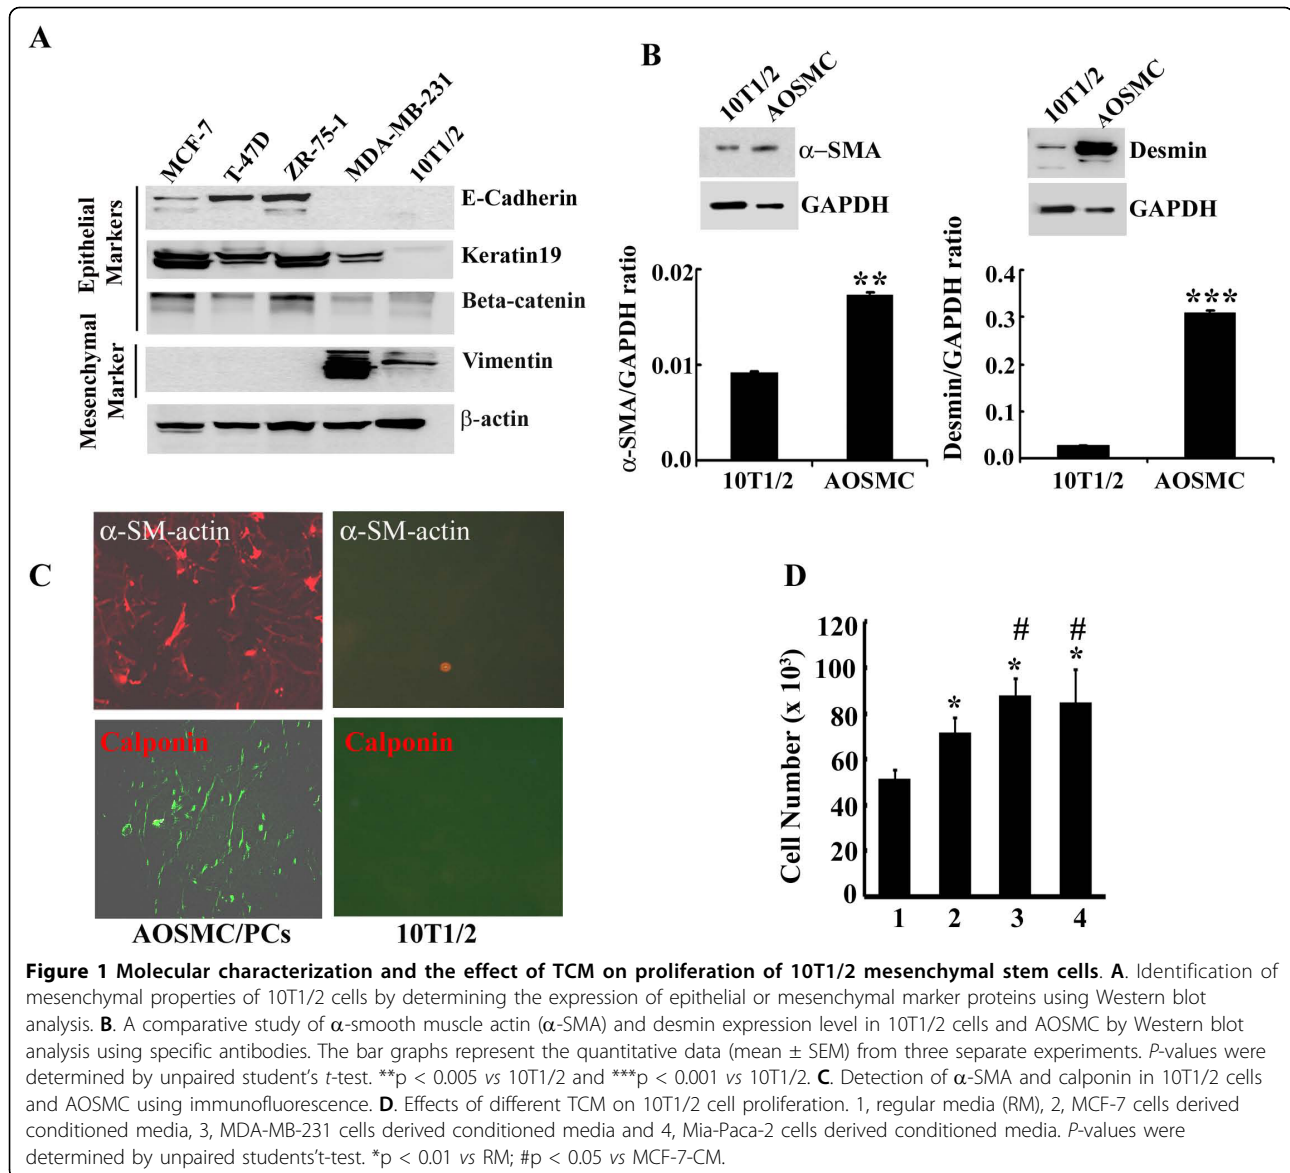 A
MCF-7
T-47D
ZR-75-1
MDA-MB-231
10T1/2
Epithelial
Markers
Mesenchymal
Marker
E-Cadherin
Keratin19
Beta-catenin
Vimentin
β-actin
B
10T1/2
AOSMC
α–SMA
GAPDH
α-SMA/GAPDH ratio
0.02
0.01
0.0
**
10T1/2
AOSMC
10T1/2
AOSMC
Desmin
GAPDH
Desmin/GAPDH ratio
0.4
0.3
0.2
0.1
0.0
***
10T1/2
AOSMC
C
α-SM-actin
α-SM-actin
Calponin
Calponin
AOSMC/PCs
10T1/2
D
Cell Number (x 10³)
120
100
80
60
40
20
0
*
#
*
#
*
1 2 3 4
Figure 1 Molecular characterization and the effect of TCM on proliferation of 10T1/2 mesenchymal stem cells. A. Identification of
mesenchymal properties of 10T1/2 cells by determining the expression of epithelial or mesenchymal marker proteins using Western blot
analysis. B. A comparative study of α-smooth muscle actin (α-SMA) and desmin expression level in 10T1/2 cells and AOSMC by Western blot
analysis using specific antibodies. The bar graphs represent the quantitative data (mean ± SEM) from three separate experiments. P-values were
determined by unpaired student's t-test. **p < 0.005 vs 10T1/2 and ***p < 0.001 vs 10T1/2. C. Detection of α-SMA and calponin in 10T1/2 cells
and AOSMC using immunofluorescence. D. Effects of different TCM on 10T1/2 cell proliferation. 1, regular media (RM), 2, MCF-7 cells derived
conditioned media, 3, MDA-MB-231 cells derived conditioned media and 4, Mia-Paca-2 cells derived conditioned media. P-values were
determined by unpaired students't-test. *p < 0.01 vs RM; #p < 0.05 vs MCF-7-CM.